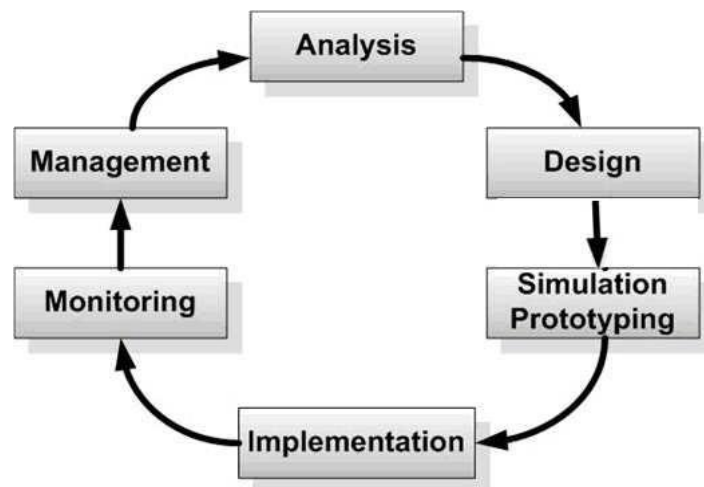 Analysis
Design
Simulation
Prototyping
Implementation
Monitoring
Management